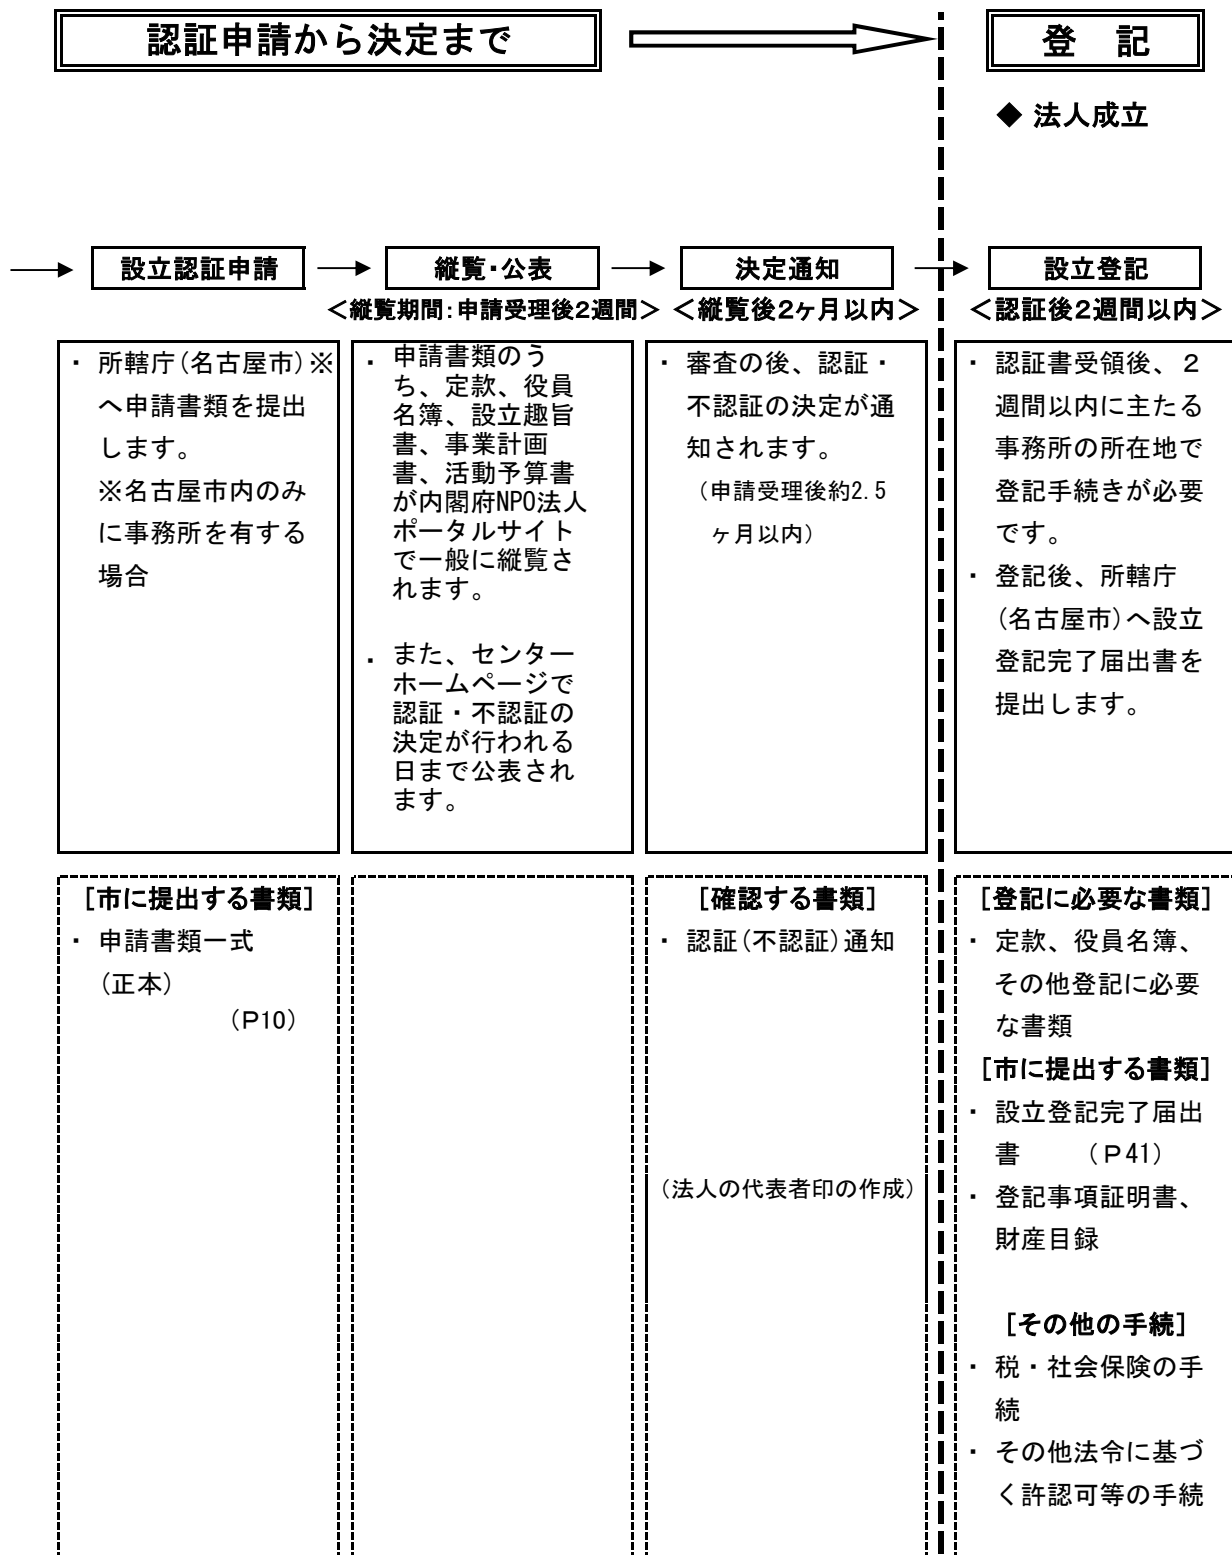 認証申請から決定まで
登　記
◆ 法人成立
設立認証申請
縦覧・公表
＜縦覧期間：申請受理後２週間＞
決定通知
＜縦覧後２ヶ月以内＞
設立登記
＜認証後２週間以内＞
・ 所轄庁(名古屋市)※
へ申請書類を提出
します。
※名古屋市内のみ
に事務所を有する
場合
・ 申請書類のう
ち、定款、役員
名簿、設立趣旨
書、事業計画
書、活動予算書
が内閣府NPO法人
ポータルサイト
で一般に縦覧さ
れます。
・ また、センター
ホームページで
認証・不認証の
決定が行われる
日まで公表され
ます。
・ 審査の後、認証・
不認証の決定が通
知されます。
（申請受理後約2.5
ヶ月以内）
・ 認証書受領後、２
週間以内に主たる
事務所の所在地で
登記手続きが必要
です。
・ 登記後、所轄庁
(名古屋市)へ設立
登記完了届出書を
提出します。
［市に提出する書類］
・ 申請書類一式
(正本)
（P10）
［確認する書類］
・ 認証(不認証)通知
（法人の代表者印の作成）
［登記に必要な書類］
・ 定款、役員名簿、
その他登記に必要
な書類
［市に提出する書類］
・ 設立登記完了届出
書　　（Ｐ41）
・ 登記事項証明書、
財産目録
［その他の手続］
・ 税・社会保険の手
続
・ その他法令に基づ
く許認可等の手続